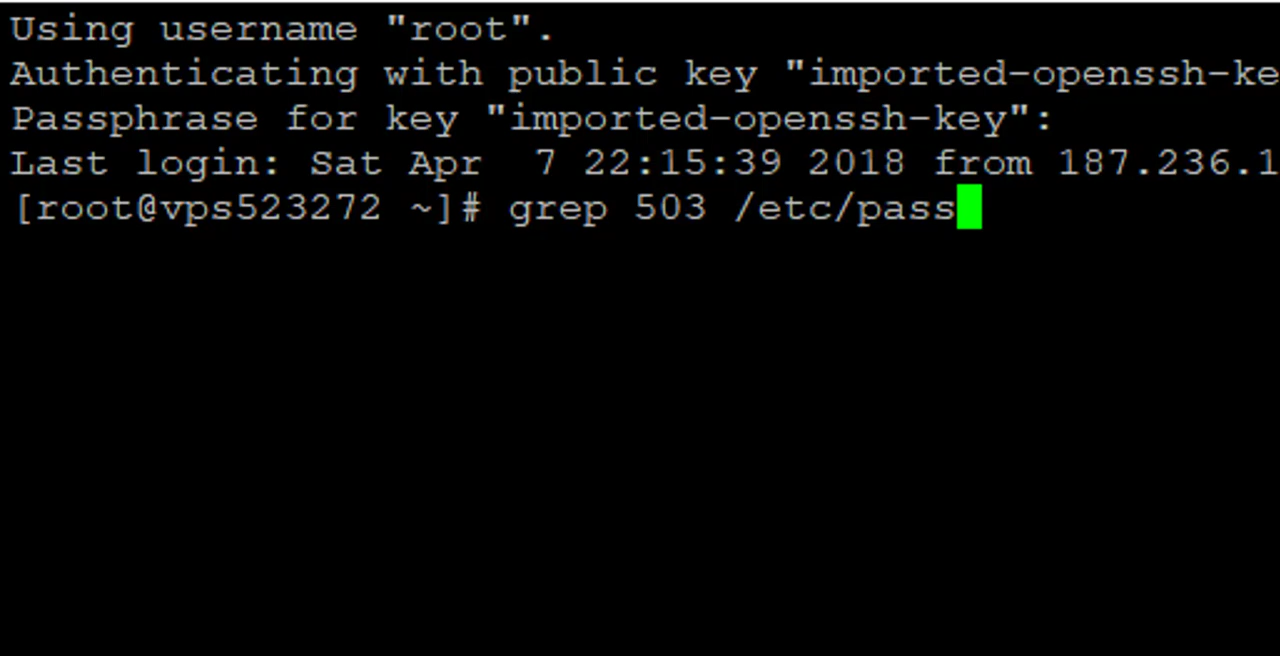 Using username "root".
Authenticating with public key "imported-openssh-ke
Passphrase for key "imported-openssh-key":
Last login: Sat Apr  7 22:15:39 2018 from 187.236.1
[root@vps523272 ~]# grep 503 /etc/pass